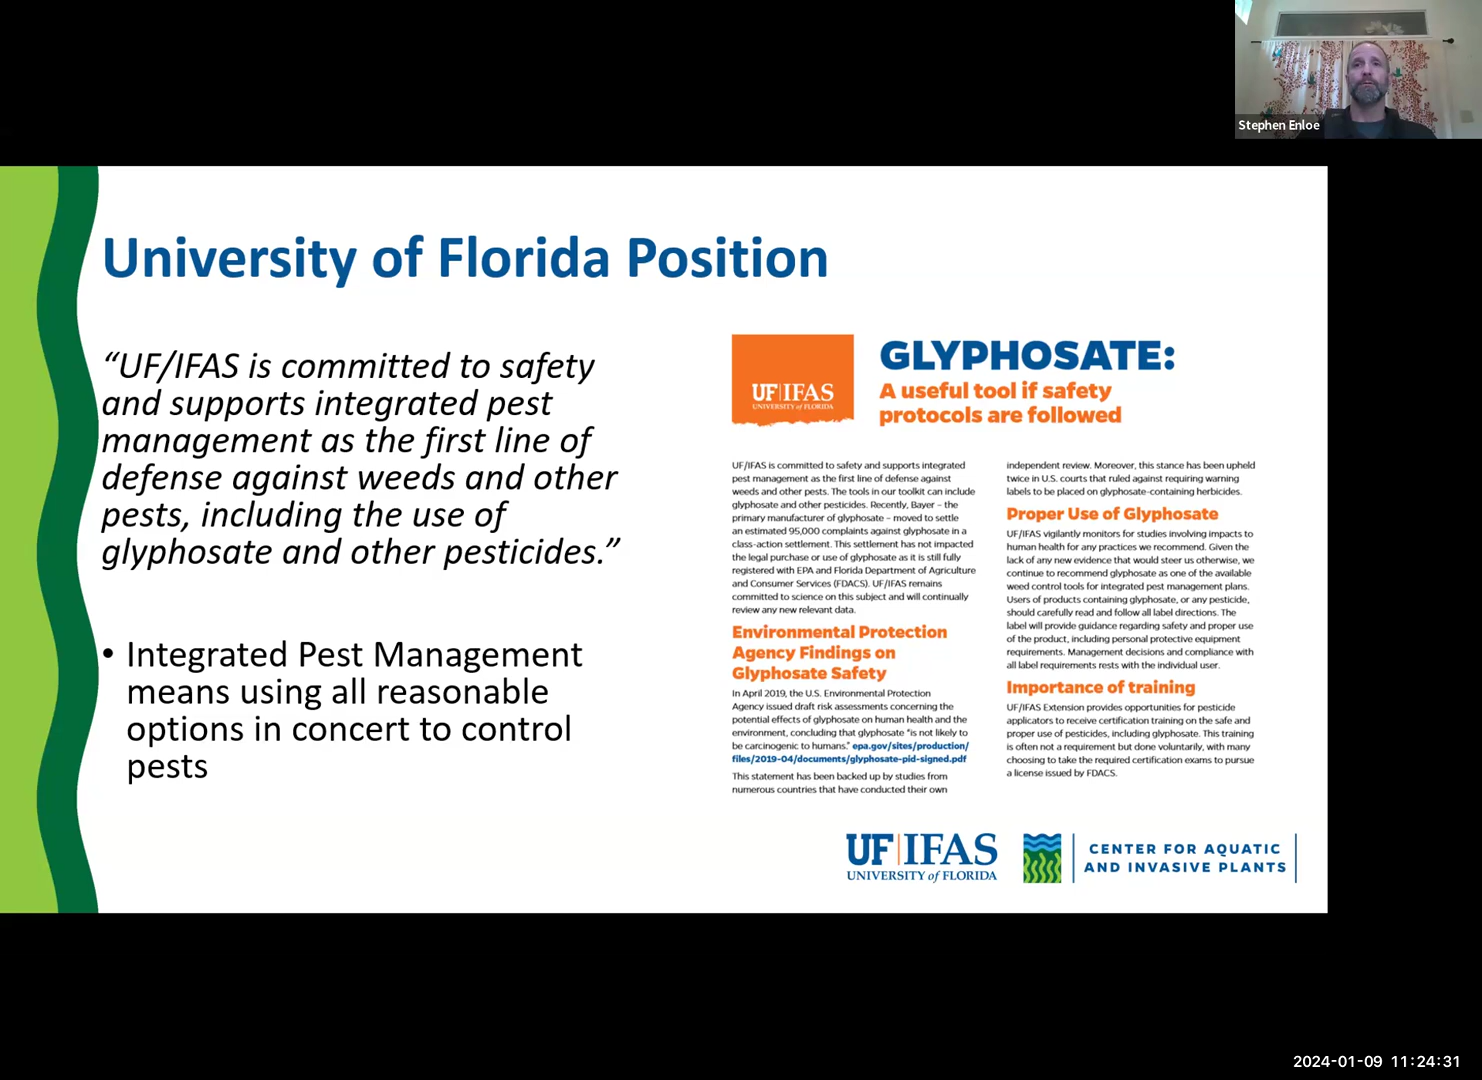 Stephen Enloe
University of Florida Position
“UF/IFAS is committed to safety
and supports integrated pest
management as the first line of
defense against weeds and other
pests, including the use of
glyphosate and other pesticides.”
• Integrated Pest Management
means using all reasonable
options in concert to control
pests
UF|IFAS
UNIVERSITY of FLORIDA
GLYPHOSATE:
A useful tool if safety
protocols are followed
UF/IFAS is committed to safety and supports integrated
pest management as the first line of defense against
weeds and other pests. The tools in our toolkit can include
glyphosate and other pesticides. Recently, Bayer – the
primary manufacturer of glyphosate – moved to settle
an estimated 95,000 complaints against glyphosate in a
class-action settlement. This settlement has not impacted
the legal purchase or use of glyphosate as it is still fully
registered with EPA and Florida Department of Agriculture
and Consumer Services (FDACS). UF/IFAS remains
committed to science on this subject and will continually
review any new relevant data.
Environmental Protection
Agency Findings on
Glyphosate Safety
In April 2019, the U.S. Environmental Protection
Agency issued draft risk assessments concerning the
potential effects of glyphosate on human health and the
environment, concluding that glyphosate “is not likely to
be carcinogenic to humans.” epa.gov/sites/production/
files/2019-04/documents/glyphosate-pid-signed.pdf
This statement has been backed up by studies from
numerous countries that have conducted their own
independent review. Moreover, this stance has been upheld
twice in U.S. courts that ruled against requiring warning
labels to be placed on glyphosate-containing herbicides.
Proper Use of Glyphosate
UF/IFAS vigilantly monitors for studies involving impacts to
human health for any practices we recommend. Given the
lack of any new evidence that would steer us otherwise, we
continue to recommend glyphosate as one of the available
weed control tools for integrated pest management plans.
Users of products containing glyphosate, or any pesticide,
should carefully read and follow all label directions. The
label will provide guidance regarding safety and proper use
of the product, including personal protective equipment
requirements. Management decisions and compliance with
all label requirements rests with the individual user.
Importance of training
UF/IFAS Extension provides opportunities for pesticide
applicators to receive certification training on the safe and
proper use of pesticides, including glyphosate. This training
is often not a requirement but done voluntarily, with many
choosing to take the required certification exams to pursue
a license issued by FDACS.
UF|IFAS
UNIVERSITY of FLORIDA
CENTER FOR AQUATIC
AND INVASIVE PLANTS
2024-01-09 11:24:31